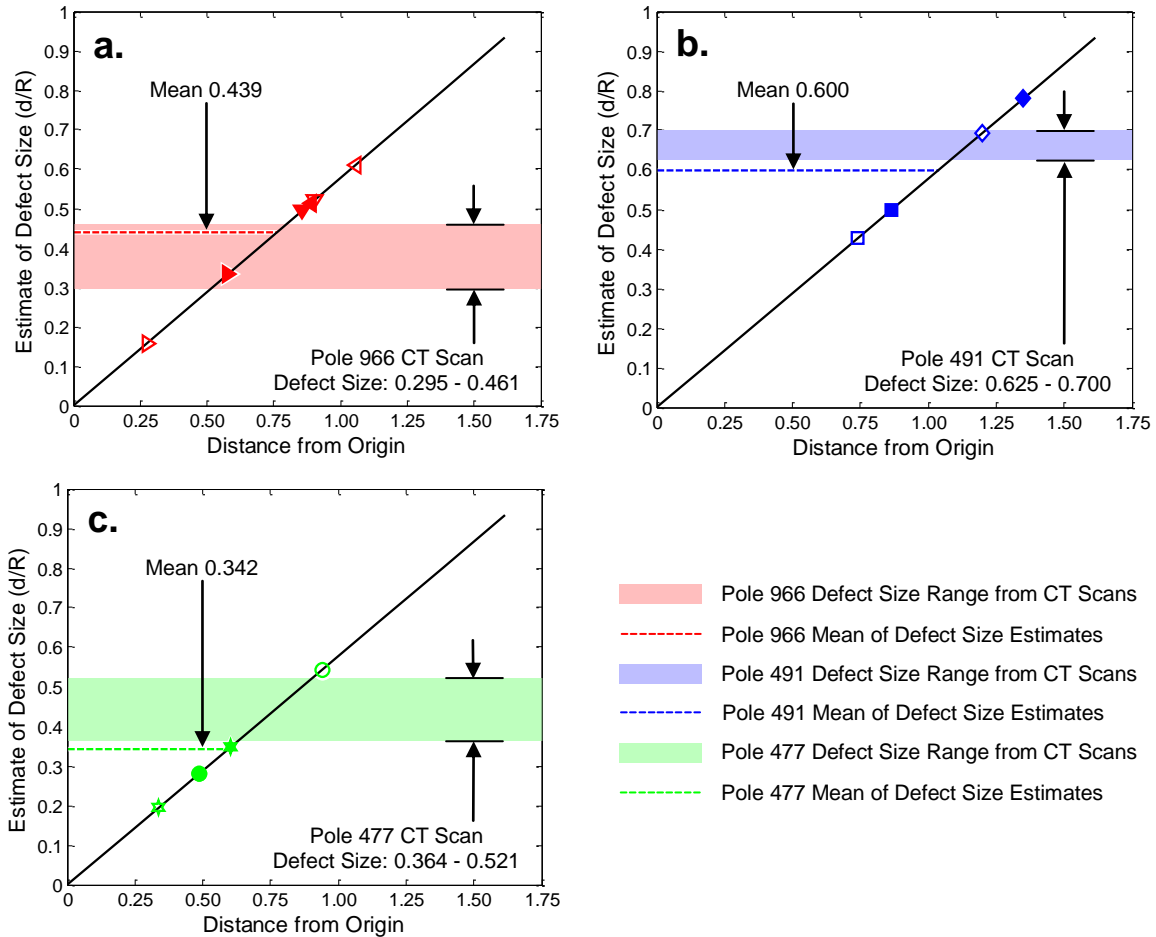 a.
Estimate of Defect Size (d/R)
1
0.9
0.8
0.7
0.6
0.5
0.4
0.3
0.2
0.1
0
Mean 0.439
Pole 966 CT Scan
Defect Size: 0.295 - 0.461
0 0.25 0.50 0.75 1.00 1.25 1.50 1.75
Distance from Origin
b.
Estimate of Defect Size (d/R)
1
0.9
0.8
0.7
0.6
0.5
0.4
0.3
0.2
0.1
0
Mean 0.600
Pole 491 CT Scan
Defect Size: 0.625 - 0.700
0 0.25 0.50 0.75 1.00 1.25 1.50 1.75
Distance from Origin
c.
Estimate of Defect Size (d/R)
1
0.9
0.8
0.7
0.6
0.5
0.4
0.3
0.2
0.1
0
Mean 0.342
Pole 477 CT Scan
Defect Size: 0.364 - 0.521
0 0.25 0.50 0.75 1.00 1.25 1.50 1.75
Distance from Origin
Pole 966 Defect Size Range from CT Scans
Pole 966 Mean of Defect Size Estimates
Pole 491 Defect Size Range from CT Scans
Pole 491 Mean of Defect Size Estimates
Pole 477 Defect Size Range from CT Scans
Pole 477 Mean of Defect Size Estimates